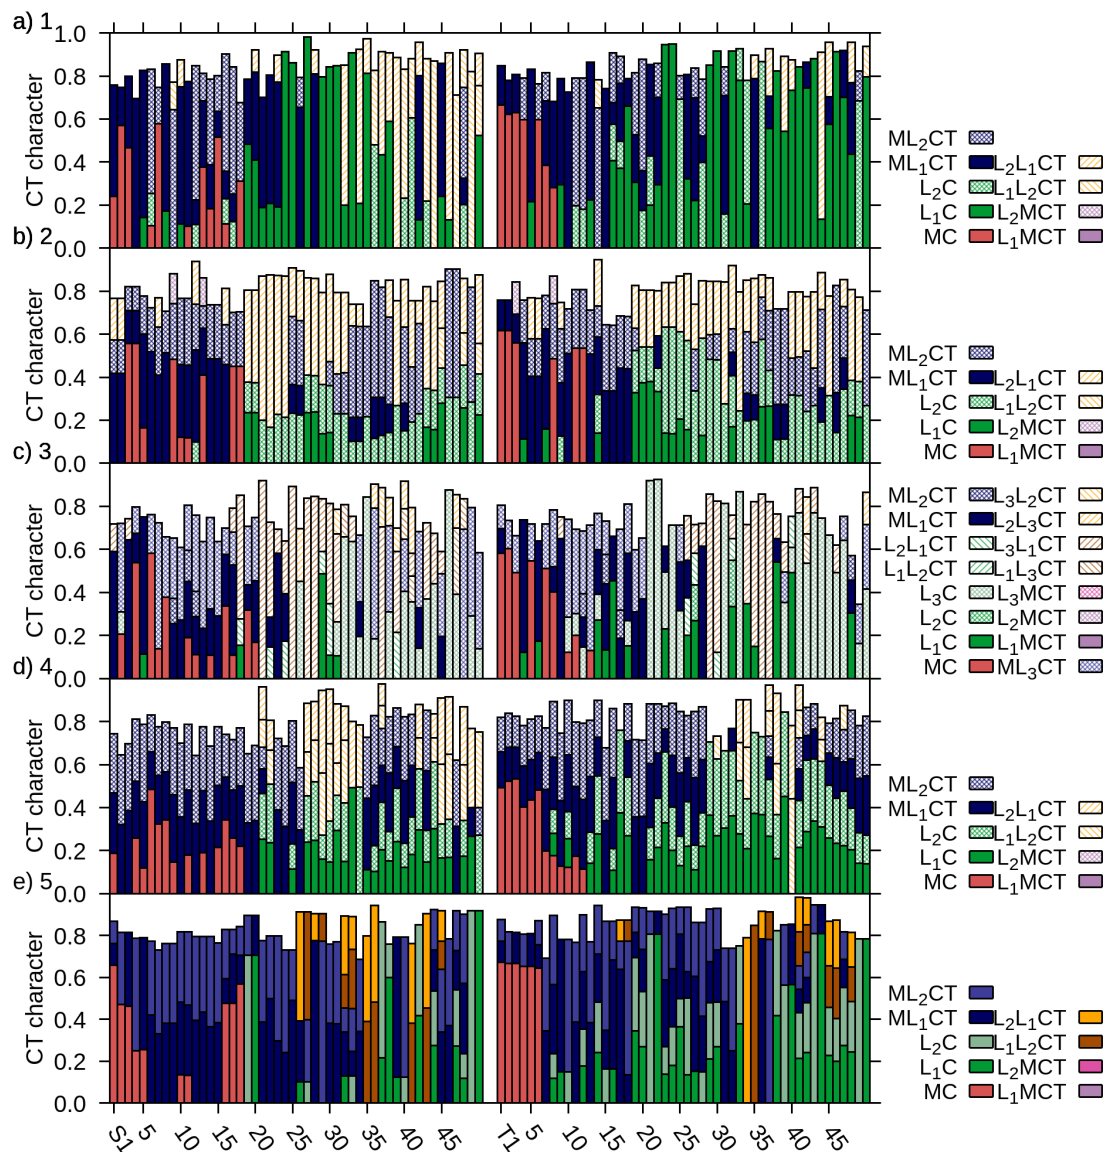 a) 1
1.0
0.8
0.6
0.4
0.2
0.0
CT character
ML2CT
ML1CT L2L1CT
L2C L1L2CT
L1C L2MCT
MC L1MCT
b) 2
0.8
0.6
0.4
0.2
0.0
CT character
ML2CT
ML1CT L2L1CT
L2C L1L2CT
L1C L2MCT
MC L1MCT
c) 3
0.8
0.6
0.4
0.2
0.0
CT character
ML2CT L3L2CT
ML1CT L2L3CT
L2L1CT L3L1CT
L1L2CT L1L3CT
L3C L3MCT
L2C L2MCT
L1C L1MCT
MC ML3CT
d) 4
0.8
0.6
0.4
0.2
0.0
CT character
ML2CT
ML1CT L2L1CT
L2C L1L2CT
L1C L2MCT
MC L1MCT
e) 5
0.8
0.6
0.4
0.2
0.0
CT character
ML2CT
ML1CT L2L1CT
L2C L1L2CT
L1C L2MCT
MC L1MCT
S1 5 10 15 20 25 30 35 40 45 T1 5 10 15 20 25 30 35 40 45